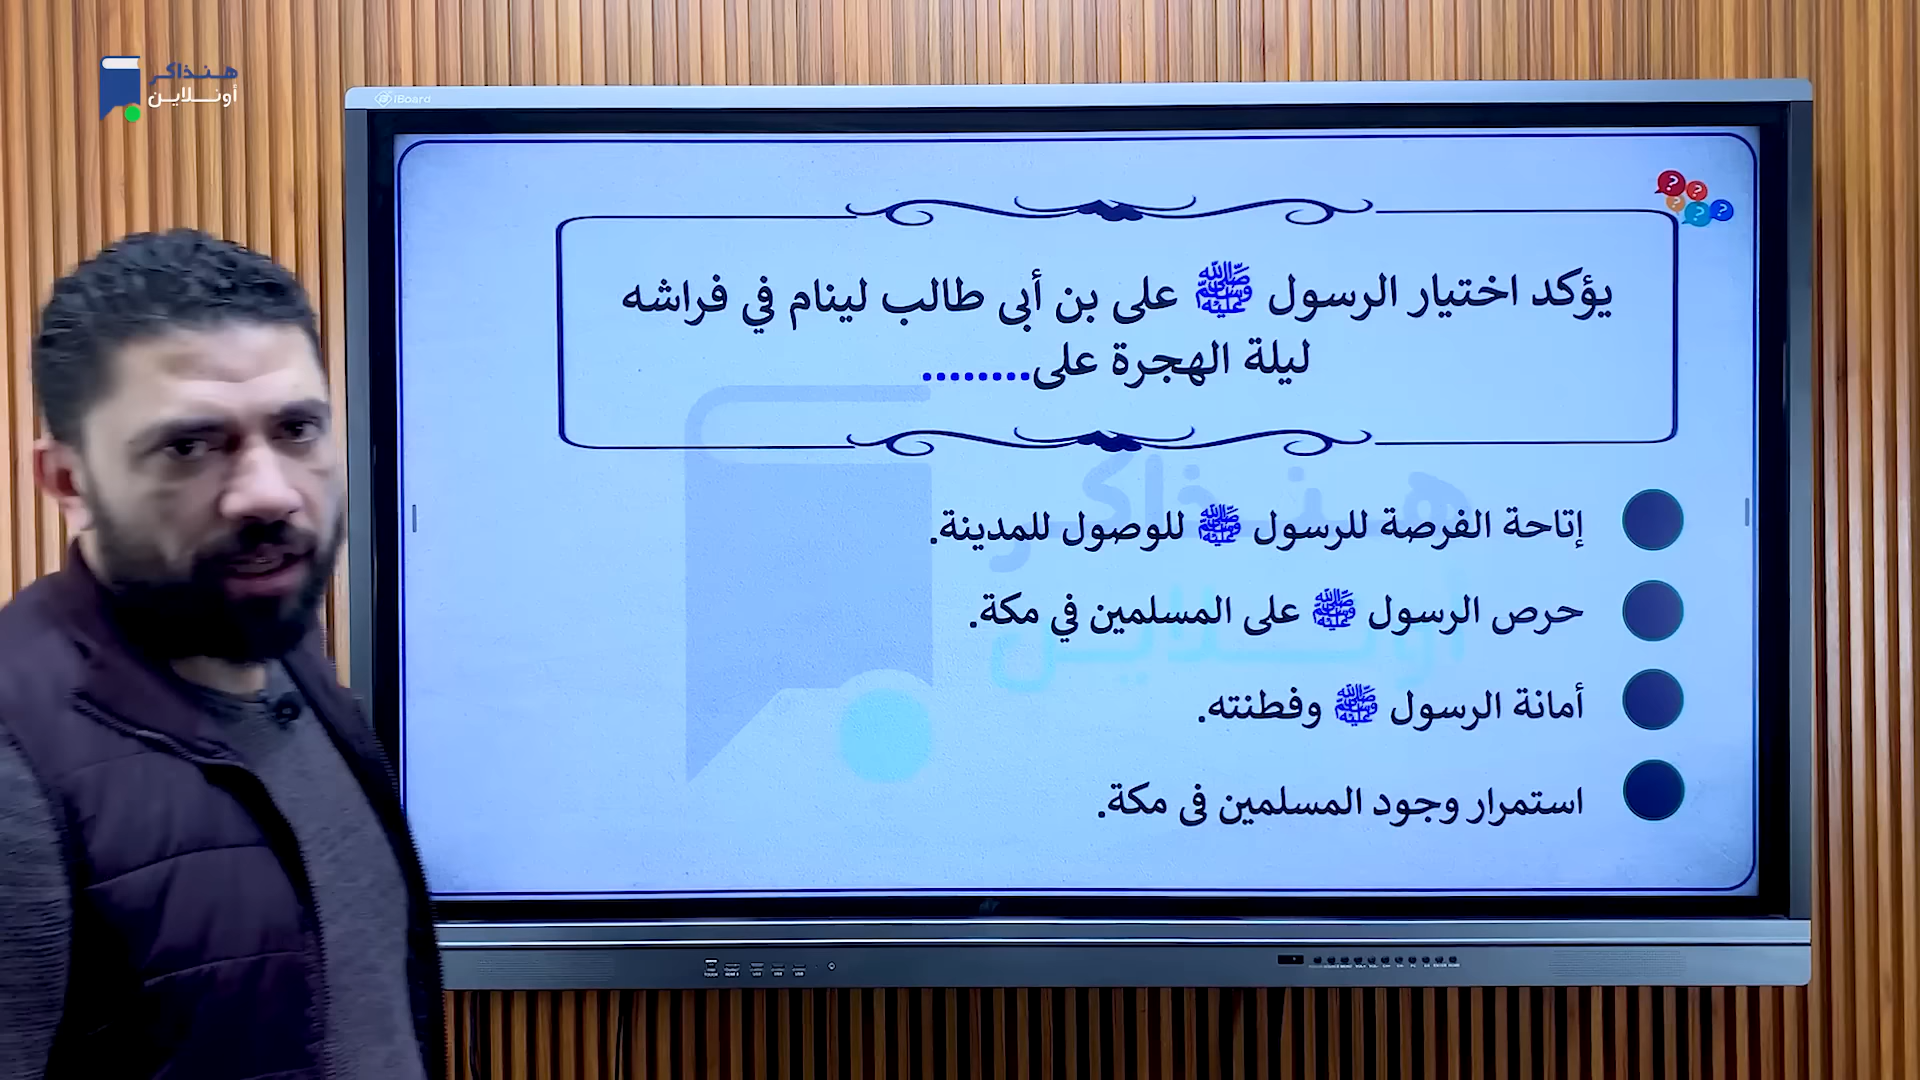 هنذاكر
أونلاين
iBoard
يؤكد اختيار الرسول ﷺ على بن أبى طالب لينام في فراشه
ليلة الهجرة على........
إتاحة الفرصة للرسول ﷺ للوصول للمدينة.
حرص الرسول ﷺ على المسلمين في مكة.
أمانة الرسول ﷺ وفطنته.
استمرار وجود المسلمين فى مكة.
هنذاكر
أونلاين